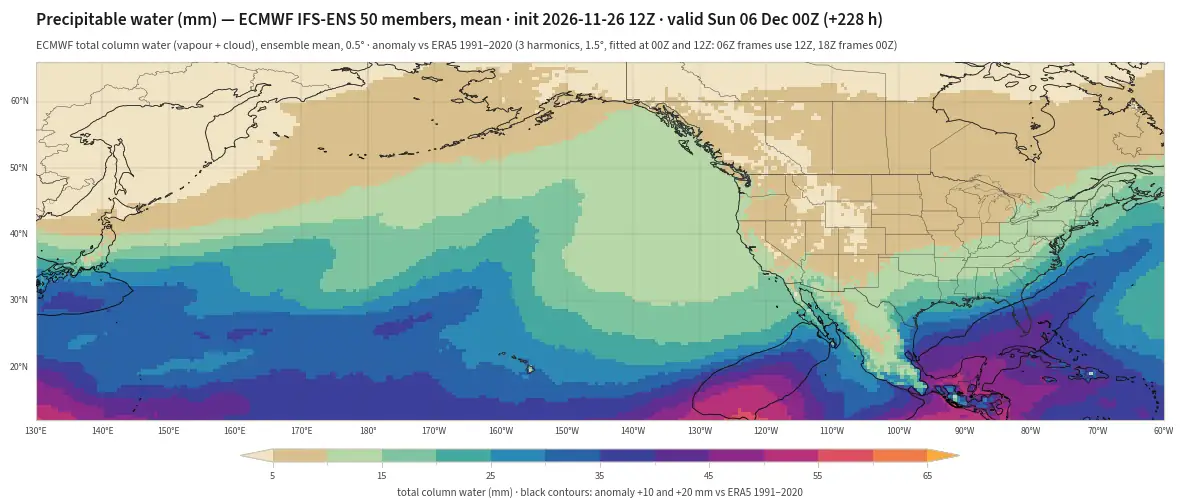 Precipitable water (mm) — ECMWF IFS-ENS 50 members, mean · init 2026-11-26 12Z · valid Sun 06 Dec 00Z (+228 h)
ECMWF total column water (vapour + cloud), ensemble mean, 0.5° · anomaly vs ERA5 1991–2020 (3 harmonics, 1.5°, fitted at 00Z and 12Z: 06Z frames use 12Z, 18Z frames 00Z)
60°N
50°N
40°N
30°N
20°N
130°E 140°E 150°E 160°E 170°E 180° 170°W 160°W 150°W 140°W 130°W 120°W 110°W 100°W 90°W 80°W 70°W 60°W
5 15 25 35 45 55 65
total column water (mm) · black contours: anomaly +10 and +20 mm vs ERA5 1991–2020